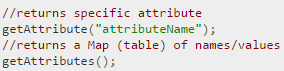 //returns specific attribute
getAttribute("attributeName");
//returns a Map (table) of names/values
getAttributes();